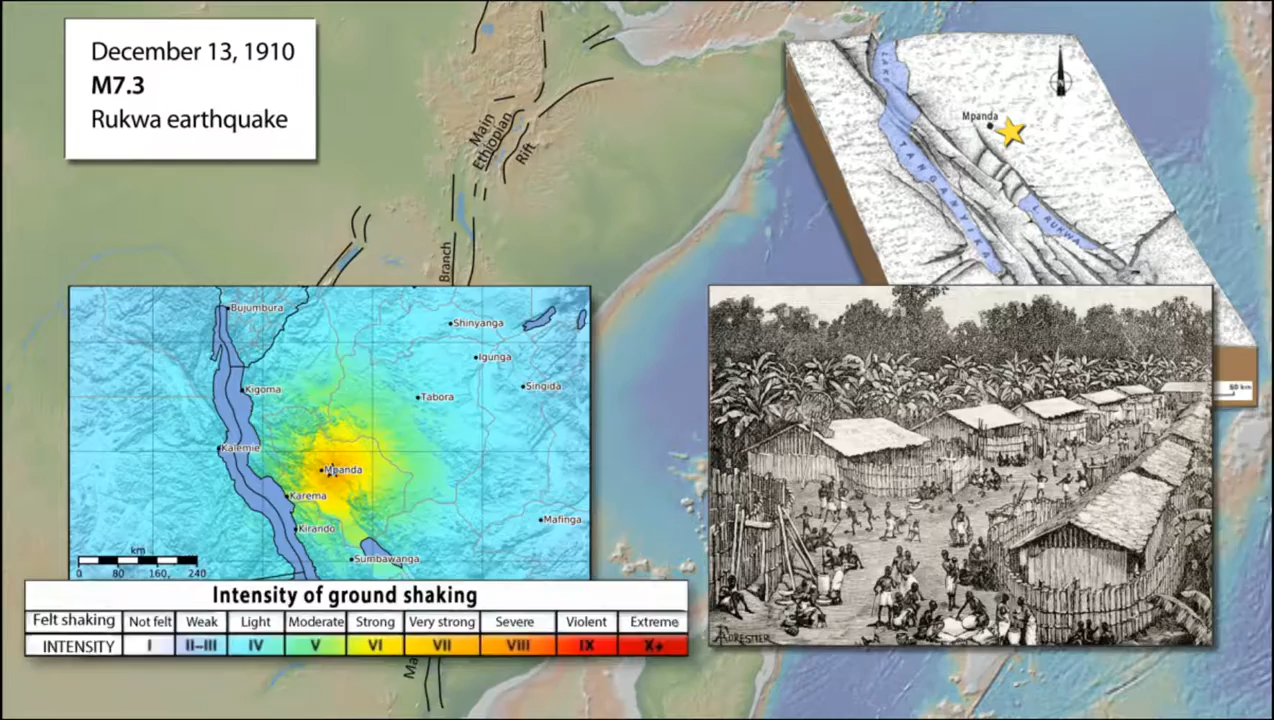 December 13, 1910
M7.3
Rukwa earthquake
Main
Ethiopian
Rift
Branch
Mpanda
N
LAKE
TANGANYIKA
L. RUKWA
Bujumbura
Shinyanga
Igunga
Kigoma
Singida
Tabora
Kalemie
Mpanda
Karema
Mafinga
Kirando
Sumbawanga
km
0 80 160, 240
50 km
Intensity of ground shaking
Felt shaking Not felt Weak Light Moderate Strong Very strong Severe Violent Extreme
INTENSITY I II–III IV V VI VII VIII IX X+
Ma